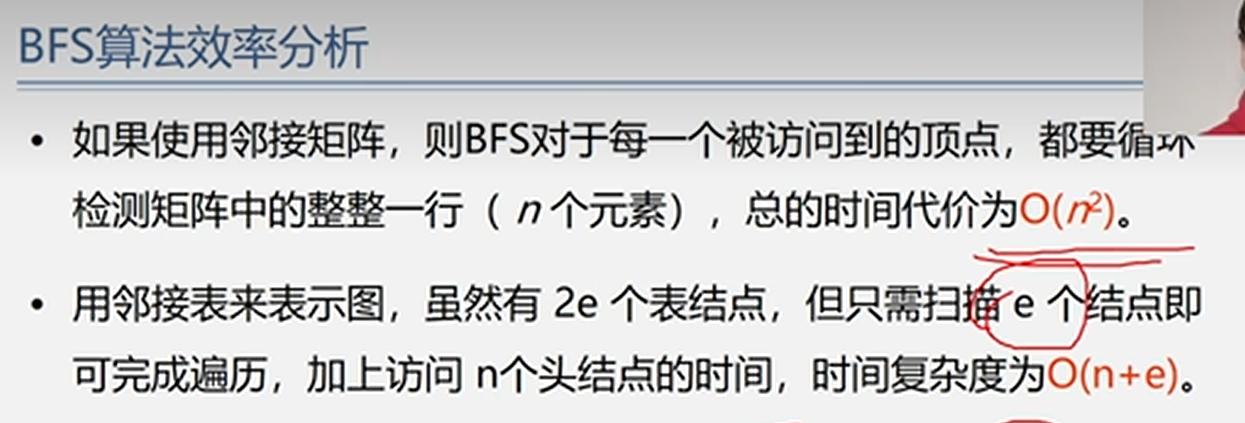 BFS算法效率分析
• 如果使用邻接矩阵，则BFS对于每一个被访问到的顶点，都要循环
检测矩阵中的整整一行（ n 个元素），总的时间代价为O(n²)。
• 用邻接表来表示图，虽然有 2e 个表结点，但只需扫描 e 个结点即
可完成遍历，加上访问 n个头结点的时间，时间复杂度为O(n+e)。